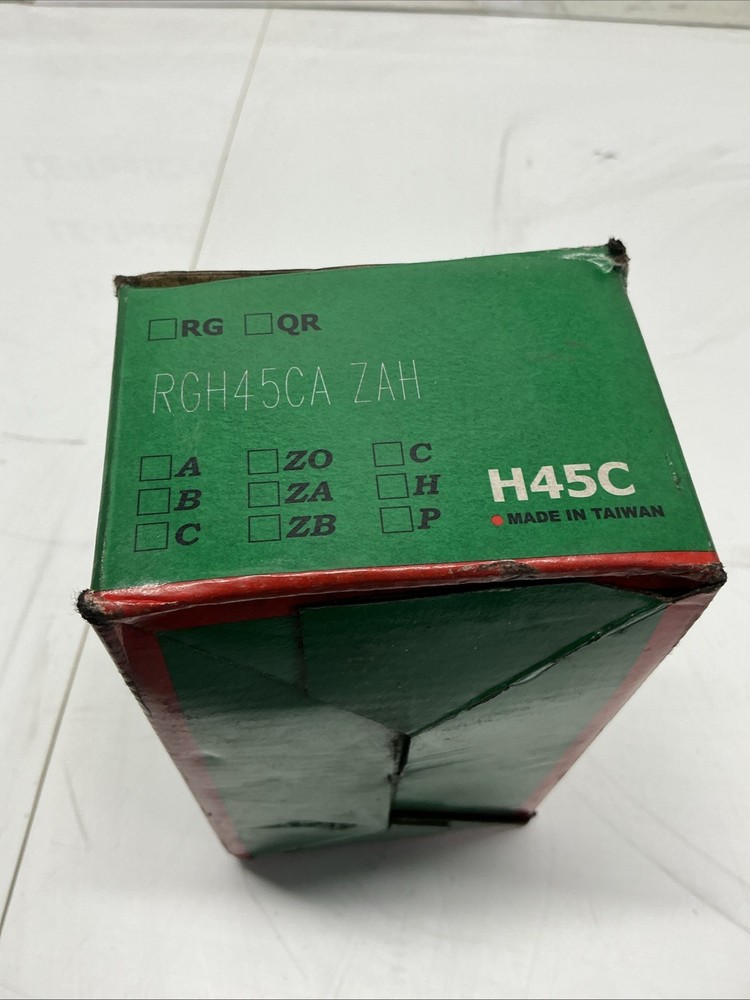 ☐RG ☐QR
RGH45CA ZAH
☐A ☐ZO ☐C
☐B ☐ZA ☐H
☐C ☐ZB ☐P
H45C
MADE IN TAIWAN